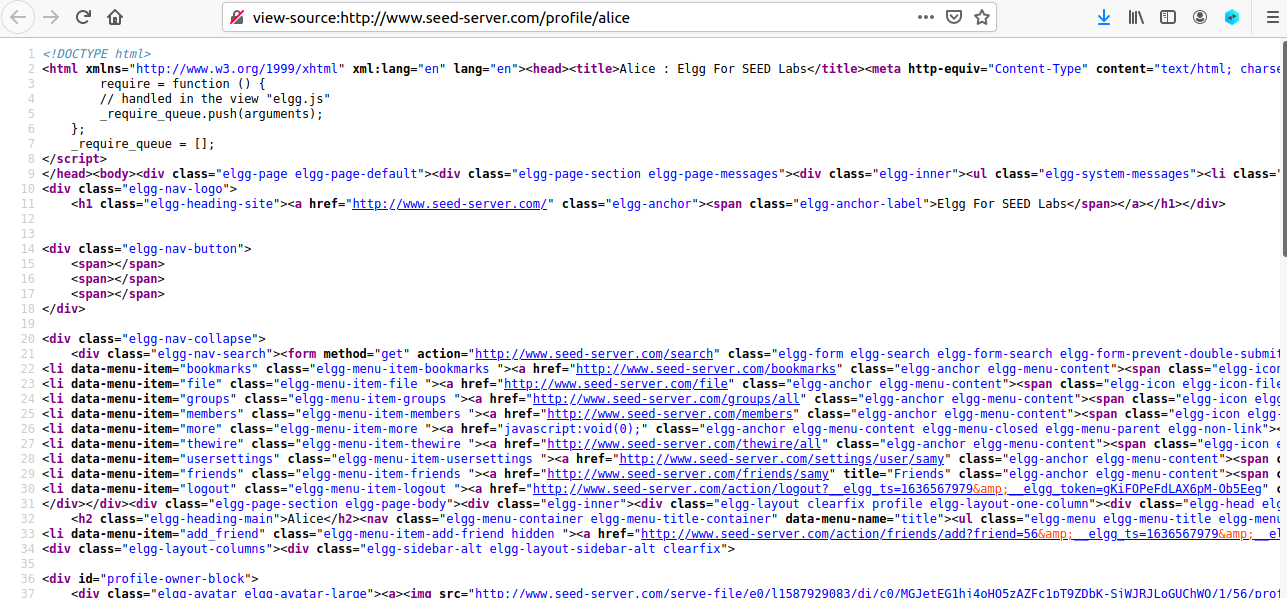 view-source:http://www.seed-server.com/profile/alice
1 <!DOCTYPE html>
2 <html xmlns="http://www.w3.org/1999/xhtml" xml:lang="en" lang="en"><head><title>Alice : Elgg For SEED Labs</title><meta http-equiv="Content-Type" content="text/html; charse
3 require = function () {
4 // handled in the view "elgg.js"
5 _require_queue.push(arguments);
6 };
7 _require_queue = [];
8 </script>
9 </head><body><div class="elgg-page elgg-page-default"><div class="elgg-page-section elgg-page-messages"><div class="elgg-inner"><ul class="elgg-system-messages"><li class="
10 <div class="elgg-nav-logo">
11 <h1 class="elgg-heading-site"><a href="http://www.seed-server.com/" class="elgg-anchor"><span class="elgg-anchor-label">Elgg For SEED Labs</span></a></h1></div>
12
13
14 <div class="elgg-nav-button">
15 <span></span>
16 <span></span>
17 <span></span>
18 </div>
19
20 <div class="elgg-nav-collapse">
21 <div class="elgg-nav-search"><form method="get" action="http://www.seed-server.com/search" class="elgg-form elgg-search elgg-form-search elgg-form-prevent-double-submit
22 <li data-menu-item="bookmarks" class="elgg-menu-item-bookmarks "><a href="http://www.seed-server.com/bookmarks" class="elgg-anchor elgg-menu-content"><span class="elgg-icon
23 <li data-menu-item="file" class="elgg-menu-item-file "><a href="http://www.seed-server.com/file" class="elgg-anchor elgg-menu-content"><span class="elgg-icon elgg-icon-file
24 <li data-menu-item="groups" class="elgg-menu-item-groups "><a href="http://www.seed-server.com/groups/all" class="elgg-anchor elgg-menu-content"><span class="elgg-icon elgg
25 <li data-menu-item="members" class="elgg-menu-item-members "><a href="http://www.seed-server.com/members" class="elgg-anchor elgg-menu-content"><span class="elgg-icon elgg-
26 <li data-menu-item="more" class="elgg-menu-item-more "><a href="javascript:void(0);" class="elgg-anchor elgg-menu-content elgg-menu-closed elgg-menu-parent elgg-non-link"><
27 <li data-menu-item="thewire" class="elgg-menu-item-thewire "><a href="http://www.seed-server.com/thewire/all" class="elgg-anchor elgg-menu-content"><span class="elgg-icon e
28 <li data-menu-item="usersettings" class="elgg-menu-item-usersettings "><a href="http://www.seed-server.com/settings/user/samy" class="elgg-anchor elgg-menu-content"><span c
29 <li data-menu-item="friends" class="elgg-menu-item-friends "><a href="http://www.seed-server.com/friends/samy" title="Friends" class="elgg-anchor elgg-menu-content"><span c
30 <li data-menu-item="logout" class="elgg-menu-item-logout "><a href="http://www.seed-server.com/action/logout?__elgg_ts=1636567979&amp;__elgg_token=gKiFOPeFdLAX6pM-Ob5Eeg" c
31 </div></div><div class="elgg-page-section elgg-page-body"><div class="elgg-inner"><div class="elgg-layout clearfix profile elgg-layout-one-column"><div class="elgg-head elg
32 <h2 class="elgg-heading-main">Alice</h2><nav class="elgg-menu-container elgg-menu-title-container" data-menu-name="title"><ul class="elgg-menu elgg-menu-title elgg-menu
33 <li data-menu-item="add_friend" class="elgg-menu-item-add-friend hidden "><a href="http://www.seed-server.com/action/friends/add?friend=56&amp;__elgg_ts=1636567979&amp;__el
34 <div class="elgg-layout-columns"><div class="elgg-sidebar-alt elgg-layout-sidebar-alt clearfix">
35
36 <div id="profile-owner-block">
37 <div class="elgg-avatar elgg-avatar-large"><a><img src="http://www.seed-server.com/serve-file/e0/l1587929083/di/c0/MGJetEG1hj4oHO5zAZFc1pT9ZDbK-SiWJRJLoGUChWO/1/56/prof